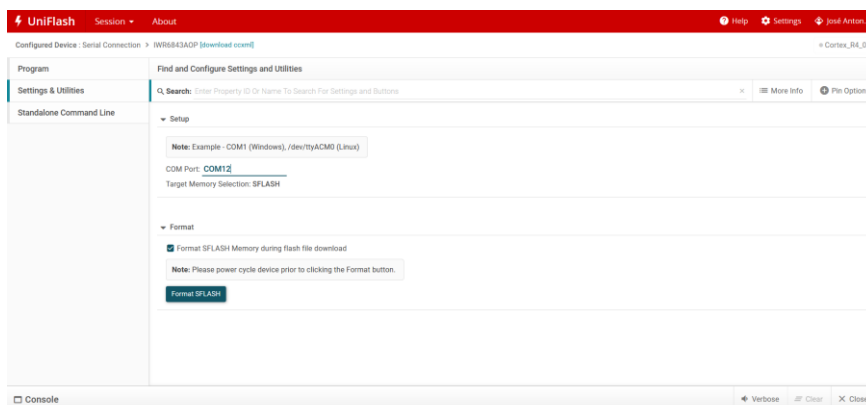 UniFlash Session About Help Settings José Anton.
Configured Device : Serial Connection > IWR6843AOP [download ccxml] Cortex_R4_0
Program Find and Configure Settings and Utilities
Settings & Utilities Search: Enter Property ID Or Name To Search For Settings and Buttons × More Info Pin Option
Standalone Command Line
Setup
Note: Example - COM1 (Windows), /dev/ttyACM0 (Linux)
COM Port: COM12
Target Memory Selection: SFLASH
Format
Format SFLASH Memory during flash file download
Note: Please power cycle device prior to clicking the Format button.
Format SFLASH
Console Verbose Clear × Close